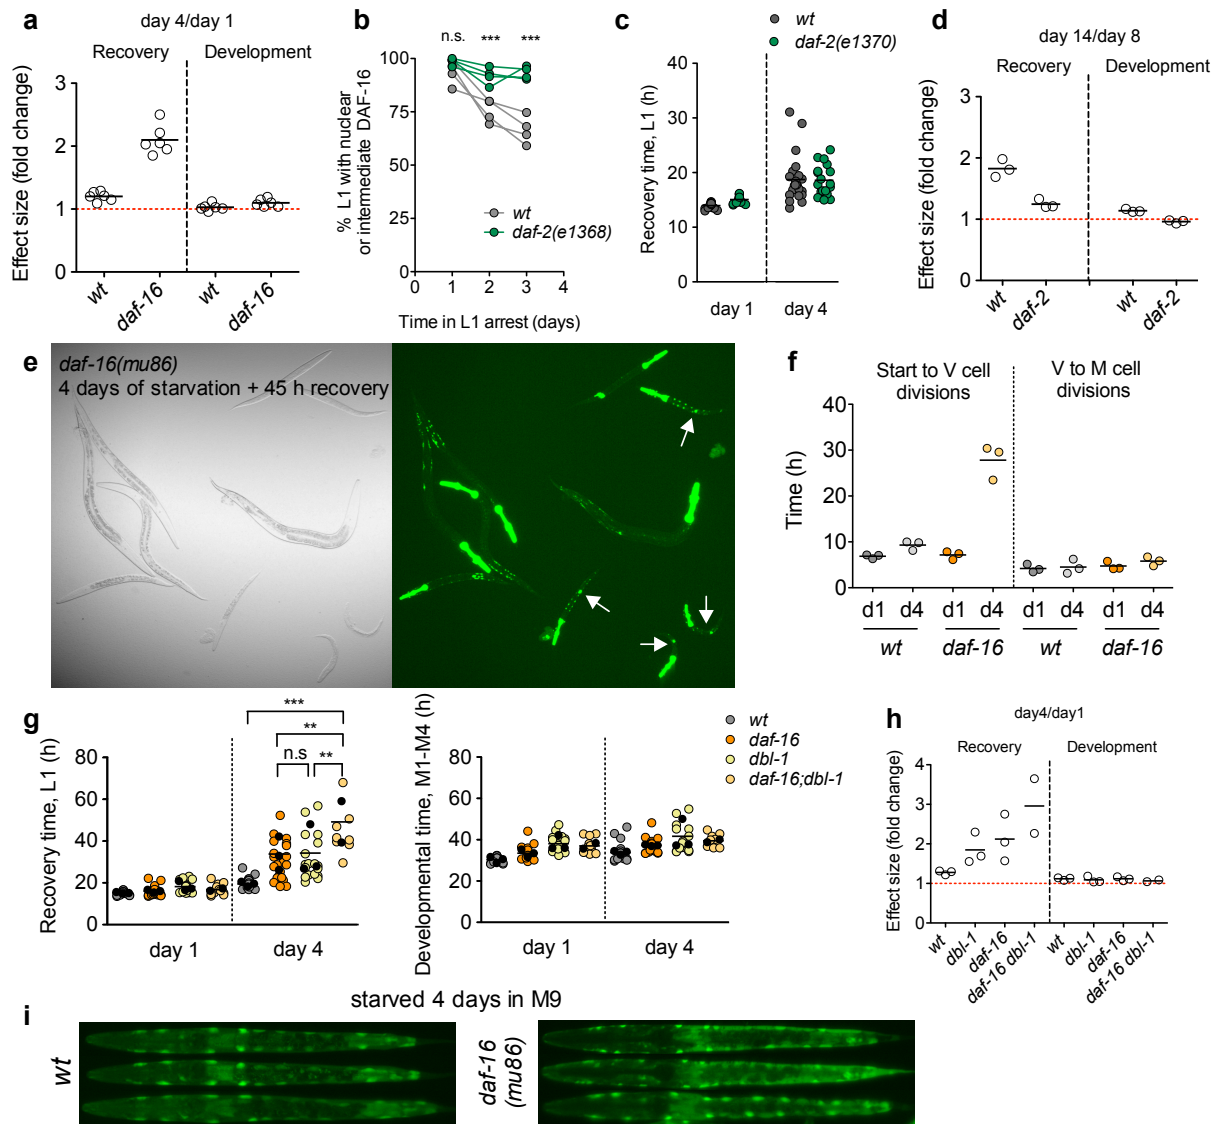 a
day 4/day 1
Recovery
Development
Effect size (fold change)
3
2
1
0
wt
daf-16
wt
daf-16
b
n.s.
***
***
% L1 with nuclear
or intermediate DAF-16
100
75
50
25
0
wt
daf-2(e1368)
0
1
2
3
4
Time in L1 arrest (days)
c
wt
daf-2(e1370)
Recovery time, L1 (h)
40
30
20
10
0
day 1
day 4
d
day 14/day 8
Recovery
Development
Effect size (fold change)
3
2
1
0
wt
daf-2
wt
daf-2
e
daf-16(mu86)
4 days of starvation + 45 h recovery
f
Start to V cell
divisions
V to M cell
divisions
Time (h)
40
30
20
10
0
d1
d4
d1
d4
d1
d4
d1
d4
wt
daf-16
wt
daf-16
g
Recovery time, L1 (h)
80
60
40
20
0
***
**
n.s
**
day 1
day 4
Developmental time, M1-M4 (h)
80
60
40
20
0
day 1
day 4
wt
daf-16
dbl-1
daf-16;dbl-1
h
day4/day1
Recovery
Development
Effect size (fold change)
4
3
2
1
0
wt
dbl-1
daf-16
daf-16 dbl-1
wt
dbl-1
daf-16
daf-16 dbl-1
starved 4 days in M9
i
wt
daf-16
(mu86)